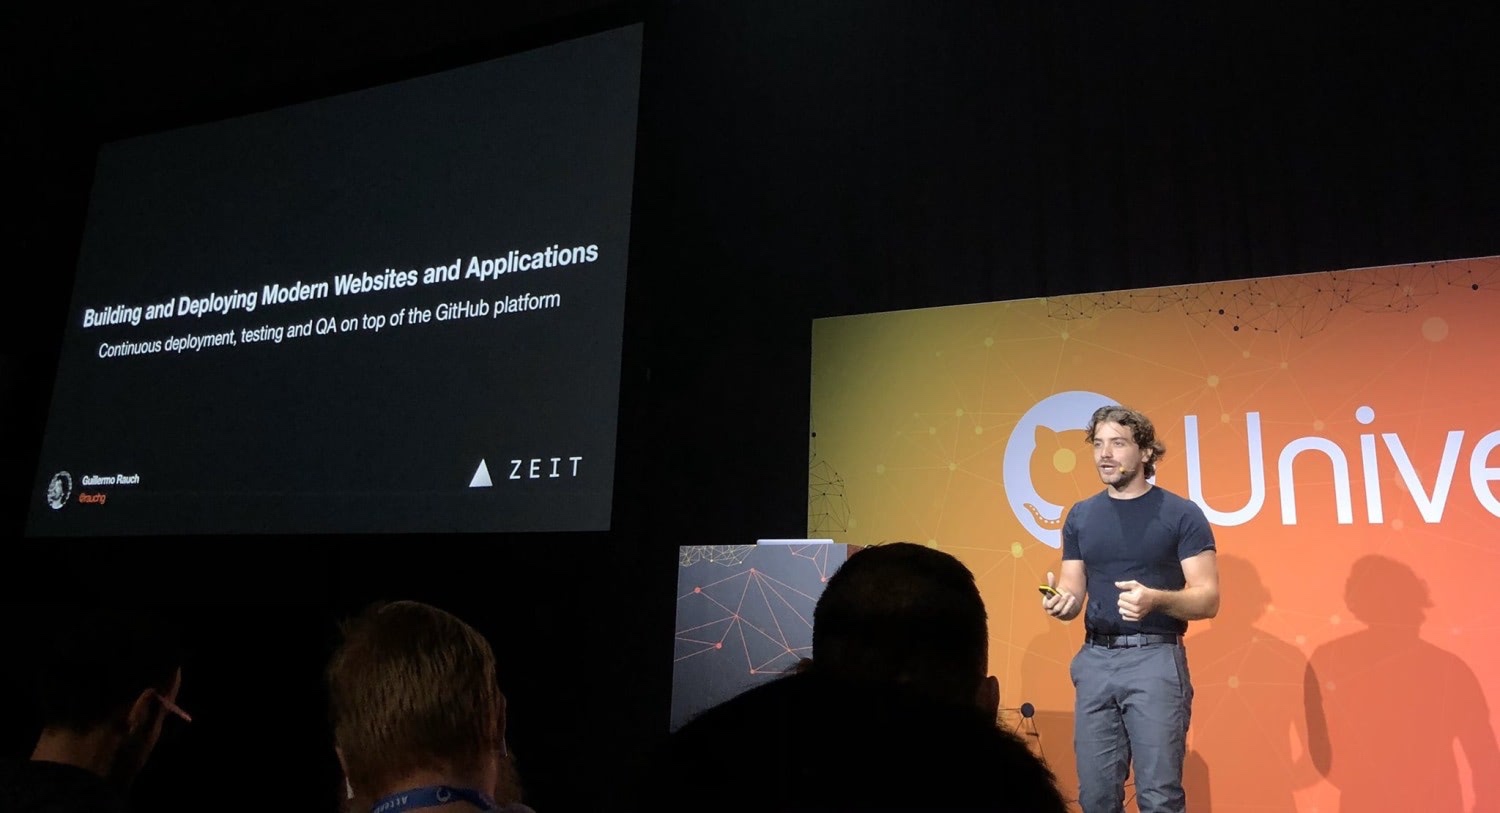 Building and Deploying Modern Websites and Applications
Continuous deployment, testing and QA on top of the GitHub platform
Guillermo Rauch
@rauchg
ZEIT
Unive